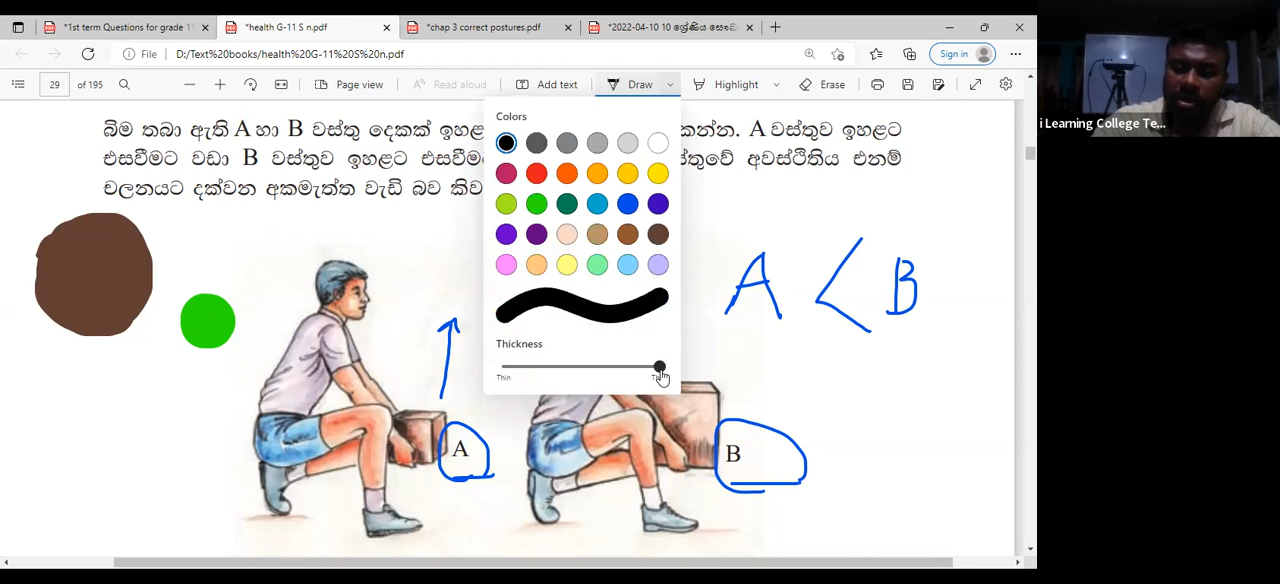 *1st term Questions for grade 1
*health G-11 S n.pdf
*chap 3 correct postures.pdf
*2022-04-10 10 ශ්‍රේණිය සෞඛ
File
D:/Text%20books/health%20G-11%20S%20n.pdf
Sign in
29 of 195
Page view
Read aloud
Add text
Draw
Highlight
Erase
i Learning College Te...
Colors
Thickness
Thin
බිම තබා ඇති A හා B වස්තු දෙකක් ඉහළ
කන්න. A වස්තුව ඉහළට
එසවීමට වඩා B වස්තුව ඉහළට එසවීම
අවස්ථිතිය එනම්
චලනයට දක්වන අකමැත්ත වැඩි බව කිව
A < B
A
B